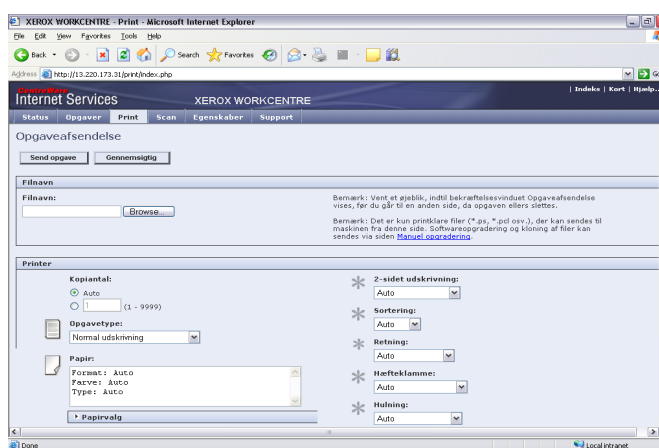 XEROX WORKCENTRE - Print - Microsoft Internet Explorer
File Edit View Favorites Tools Help
Back Search Favorites
Address http://13.220.173.31/print/index.php Go
CentreWare
Internet Services XEROX WORKCENTRE
Indeks | Kort | Hjælp...
Status Opgaver Print Scan Egenskaber Support
Opgaveafsendelse
Send opgave Gennemsigtig
Filnavn
Filnavn:
Browse...
Bemærk: Vent et øjeblik, indtil bekræftelsesvinduet Opgaveafsendelse
vises, før du går til en anden side, da opgaven ellers slettes.
Bemærk: Det er kun printklare filer (*.ps, *.pcl osv.), der kan sendes til
maskinen fra denne side. Softwareopgradering og kloning af filer kan
sendes via siden Manuel opgradering.
Printer
Kopiantal:
Auto
1 (1 - 9999)
Opgavetype:
Normal udskrivning
Papir:
Format: Auto
Farve: Auto
Type: Auto
Papirvalg
2-sidet udskrivning:
Auto
Sortering:
Auto
Retning:
Auto
Hæfteklamme:
Auto
Hulning:
Auto
Done Local intranet